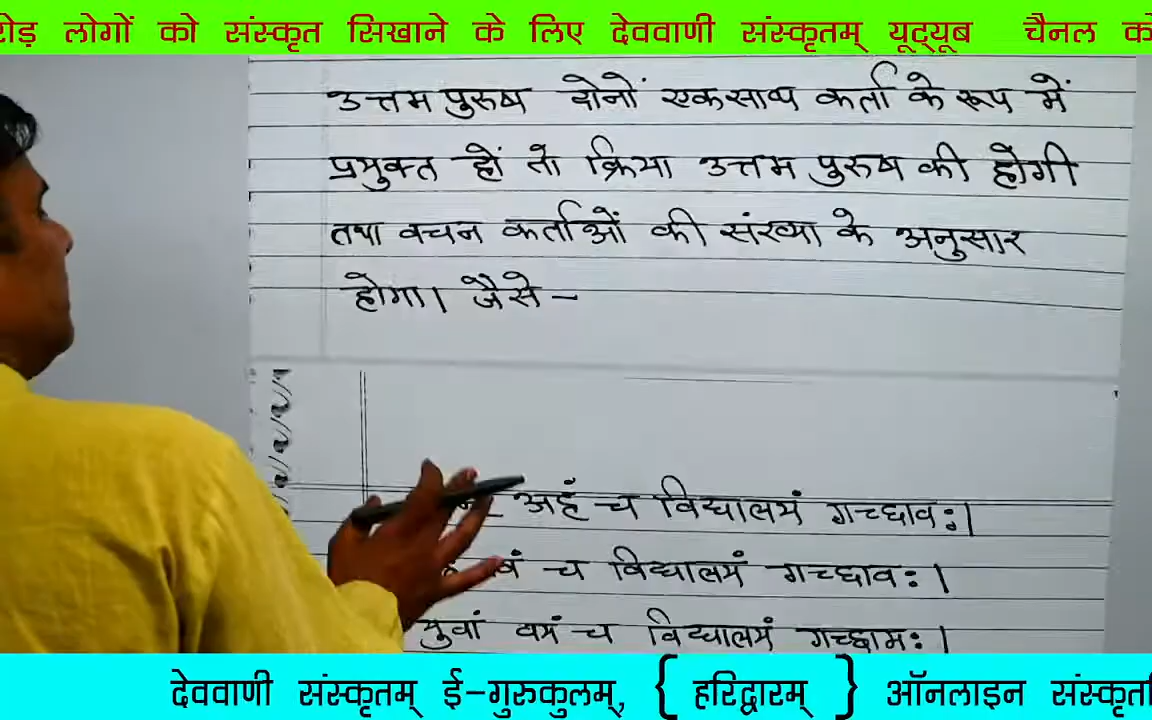 रोड़ लोगों को संस्कृत सिखाने के लिए देववाणी संस्कृतम् यूट्यूब चैनल को
उत्तम पुरुष दोनों एकसाथ कर्ता के रूप में
प्रयुक्त हों तो क्रिया उत्तम पुरुष की होगी
तथा वचन कर्ताओं की संख्या के अनुसार
होगा। जैसे –
अहं च विद्यालयं गच्छावः।
च विद्यालयं गच्छावः।
युवां वयं च विद्यालयं गच्छामः।
देववाणी संस्कृतम् ई-गुरुकुलम्, { हरिद्वारम् } ऑनलाइन संस्कृत